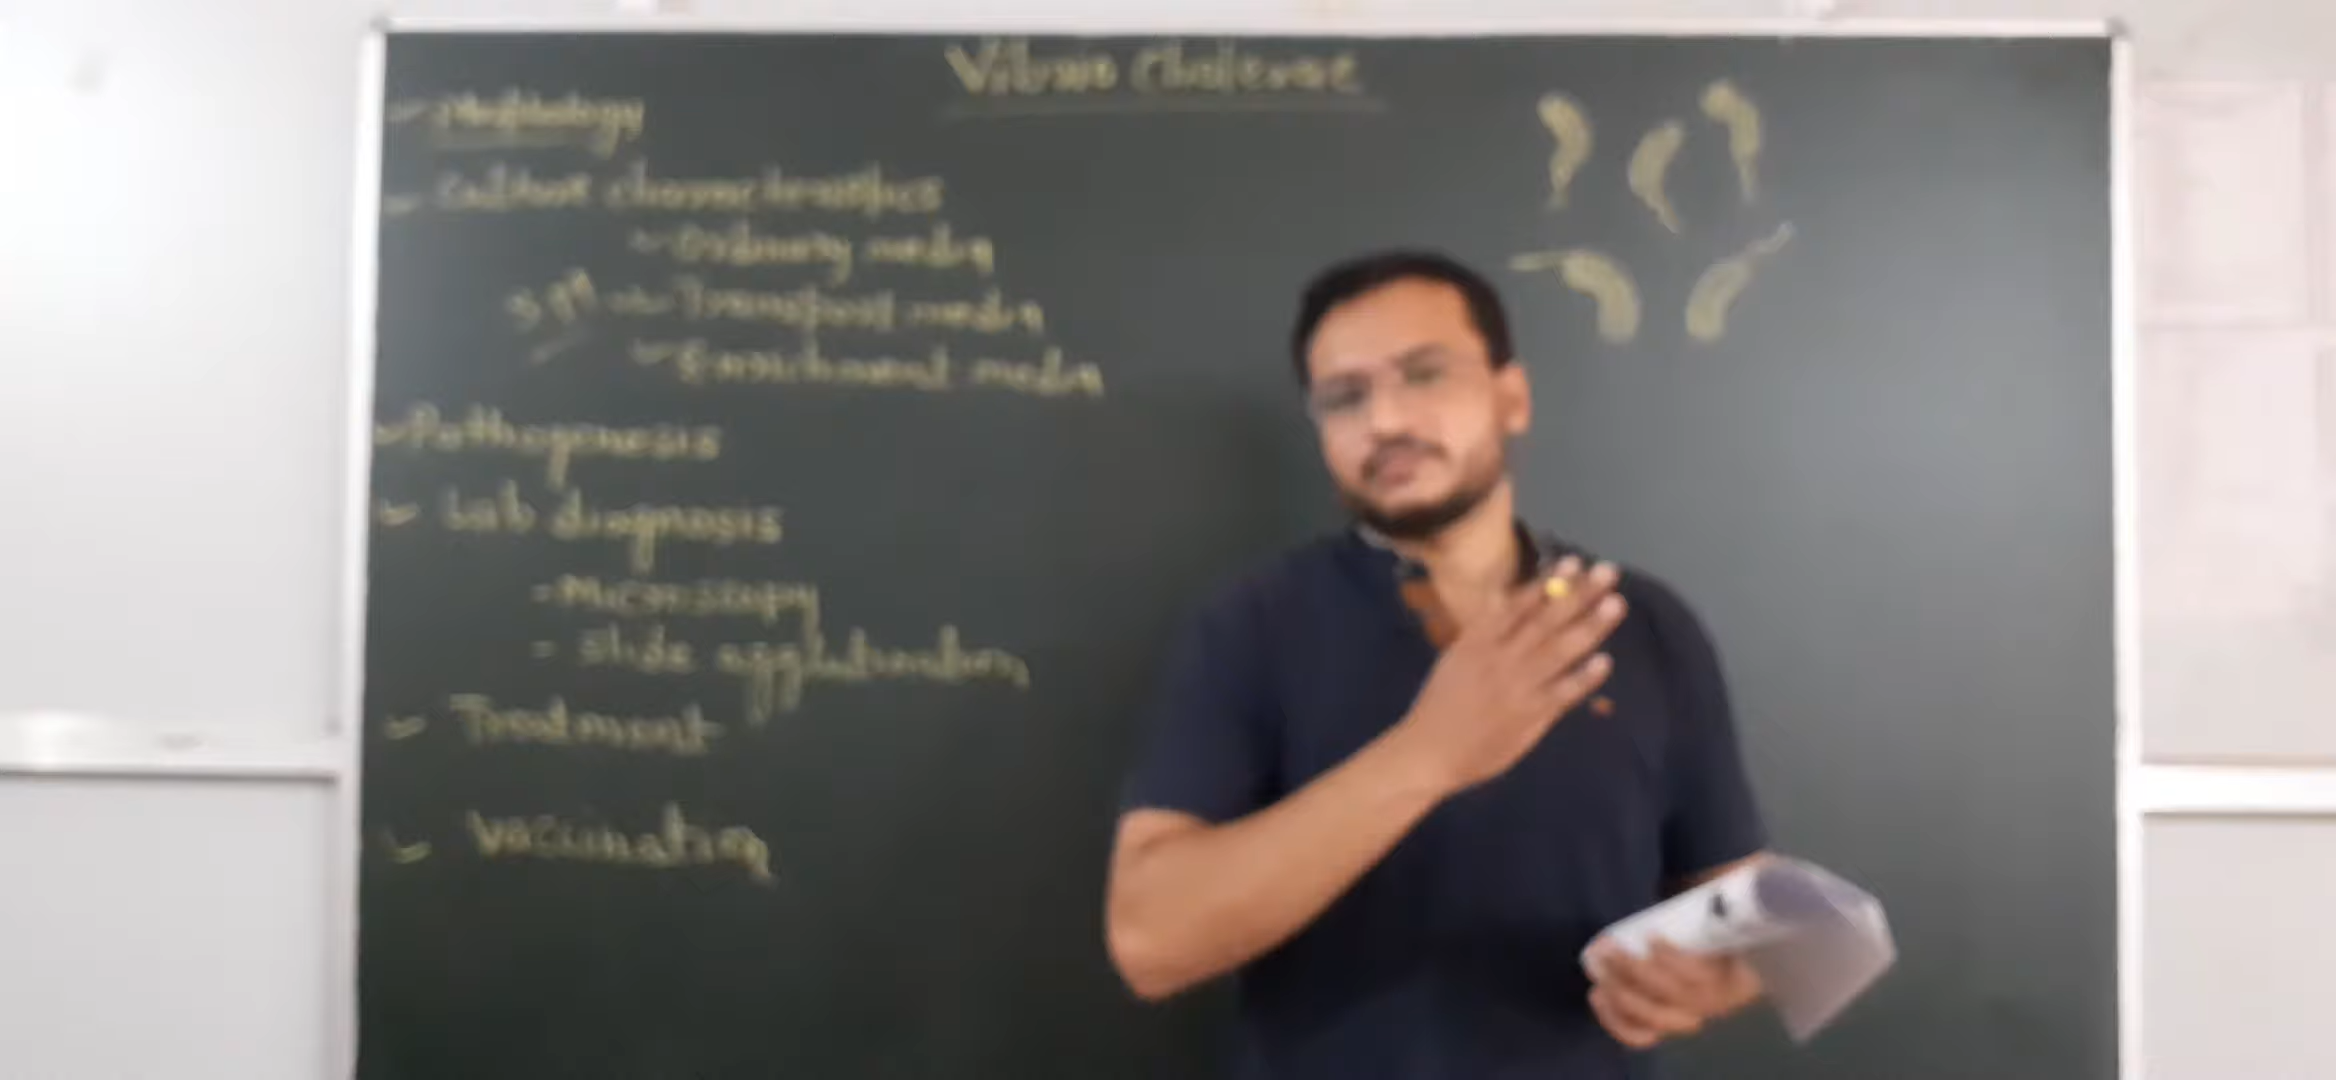 Vibrio cholerae
Morphology
Culture characteristics
Ordinary media
Transport media
Enrichment media
Pathogenesis
Lab diagnosis
- Microscopy
- Slide agglutination
Treatment
Vaccination